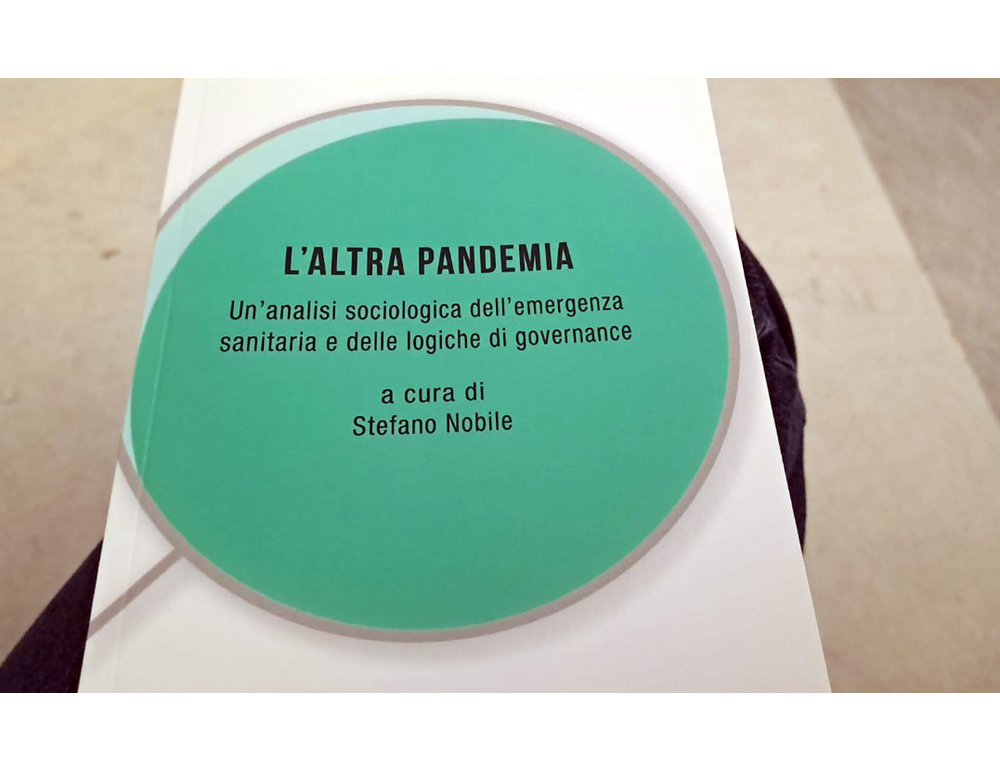 L'ALTRA PANDEMIA
Un'analisi sociologica dell'emergenza
sanitaria e delle logiche di governance
a cura di
Stefano Nobile